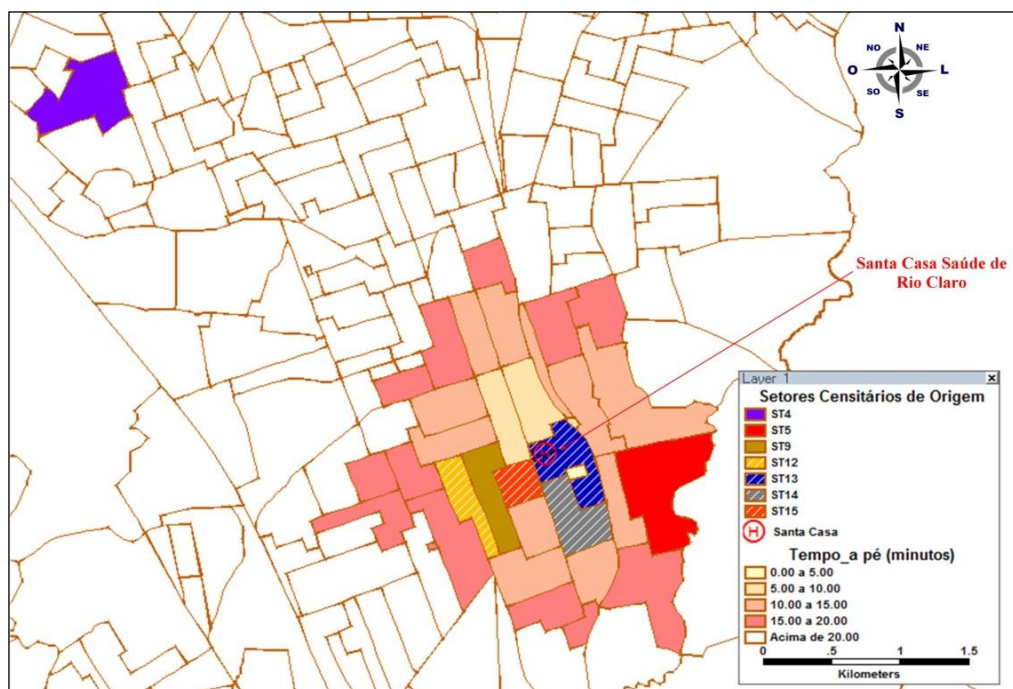 N
NO
NE
O
L
SO
SE
S
Santa Casa Saúde de
Rio Claro
Layer 1
Setores Censitários de Origem
ST4
ST5
ST9
ST12
ST13
ST14
ST15
H Santa Casa
Tempo_a pé (minutos)
0.00 a 5.00
5.00 a 10.00
10.00 a 15.00
15.00 a 20.00
Acima de 20.00
0 .5 1 1.5
Kilometers
H